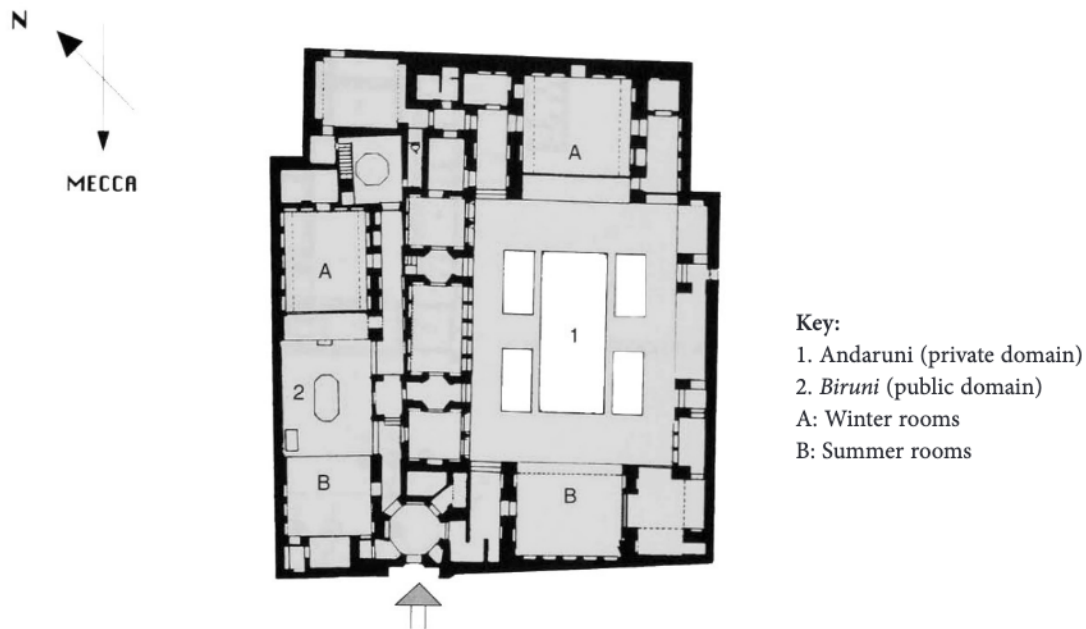 N
MECCA
A
A
1
2
B
B
Key:
1. Andaruni (private domain)
2. Biruni (public domain)
A: Winter rooms
B: Summer rooms